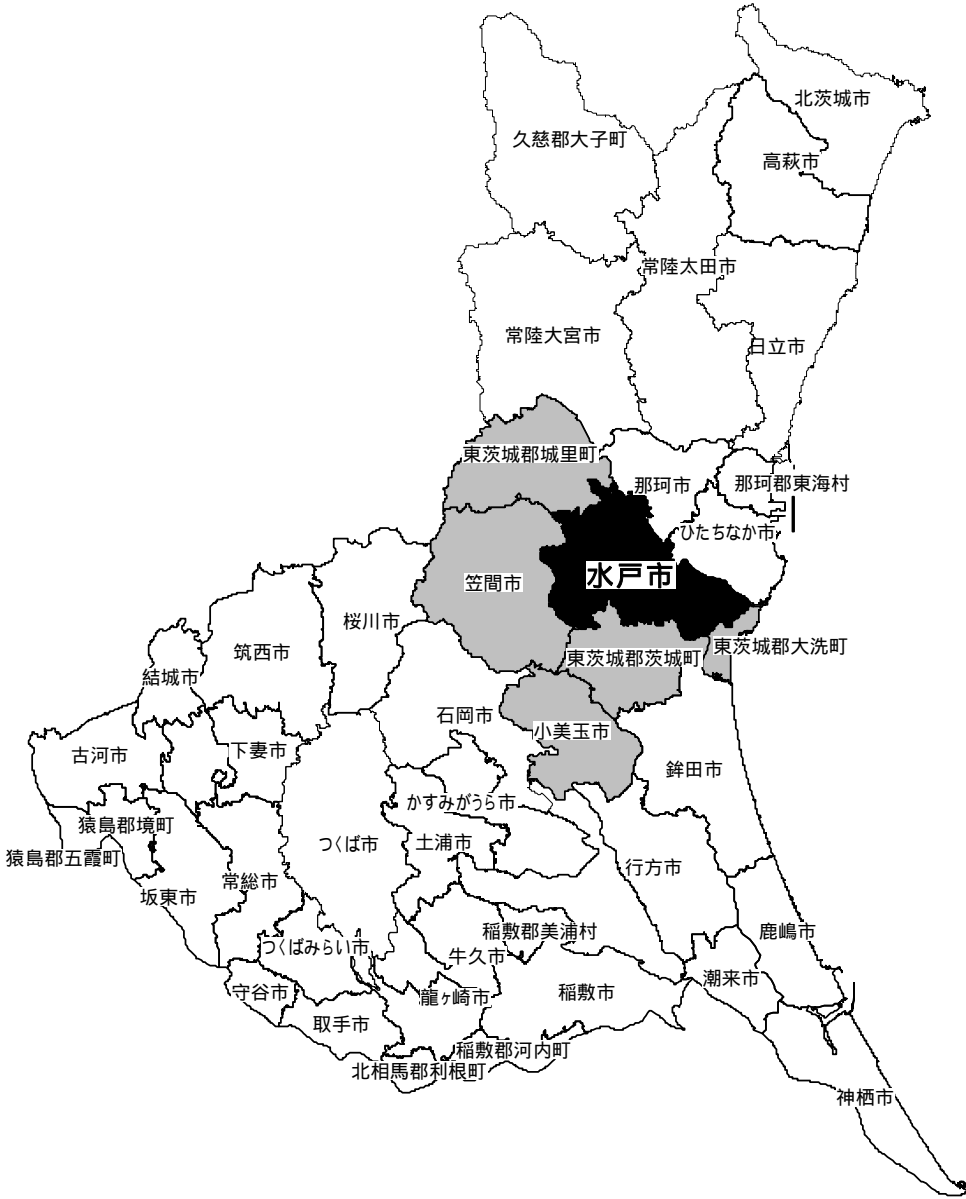 北茨城市
久慈郡大子町
高萩市
常陸太田市
常陸大宮市
日立市
東茨城郡城里町
那珂市
那珂郡東海村
ひたちなか市
水戸市
笠間市
桜川市
筑西市
東茨城郡茨城町
東茨城郡大洗町
結城市
石岡市
小美玉市
下妻市
古河市
鉾田市
かすみがうら市
猿島郡境町
つくば市
土浦市
猿島郡五霞町
行方市
常総市
坂東市
稲敷郡美浦村
鹿嶋市
つくばみらい市
牛久市
潮来市
守谷市
龍ヶ崎市
稲敷市
取手市
稲敷郡河内町
北相馬郡利根町
神栖市